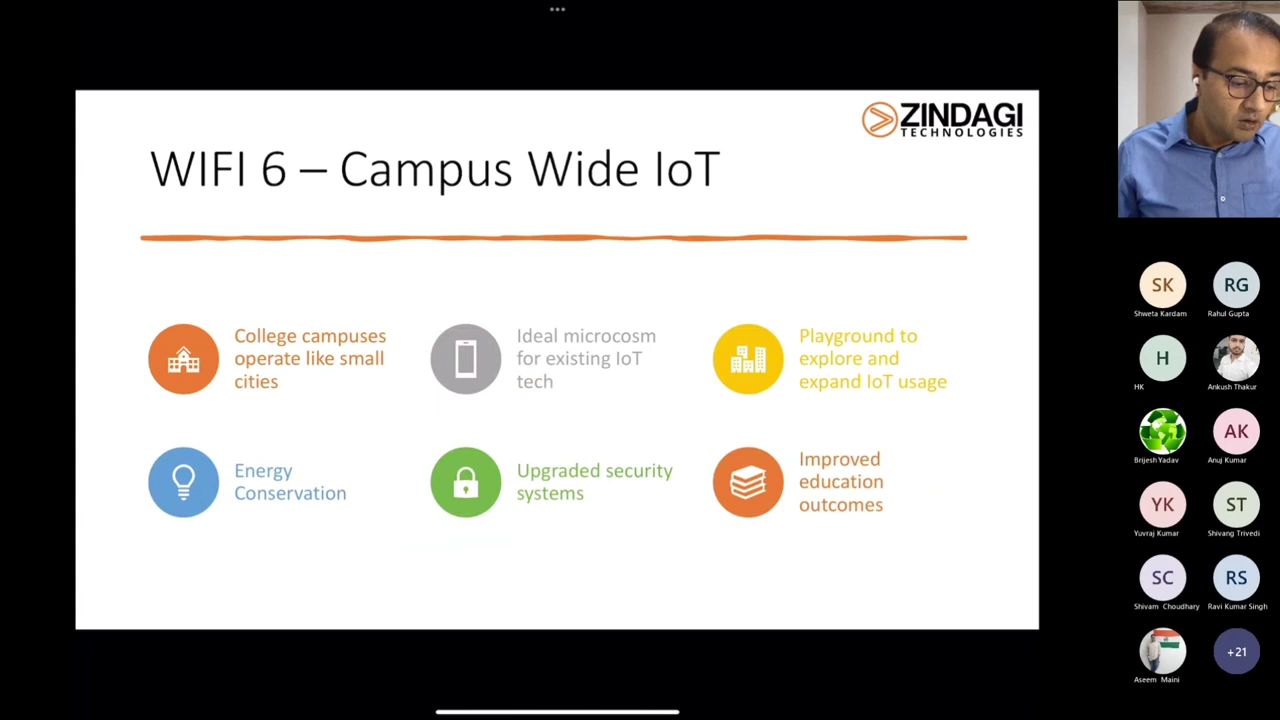 ZINDAGI
TECHNOLOGIES
WIFI 6 – Campus Wide IoT
College campuses
operate like small
cities
Ideal microcosm
for existing IoT
tech
Playground to
explore and
expand IoT usage
Energy
Conservation
Upgraded security
systems
Improved
education
outcomes
SK
Shweta Kardam
RG
Rahul Gupta
H
HK
Ankush Thakur
Brijesh Yadav
AK
Anuj Kumar
YK
Yuvraj Kumar
ST
Shivang Trivedi
SC
Shivam Choudhary
RS
Ravi Kumar Singh
Aseem Maini
+21